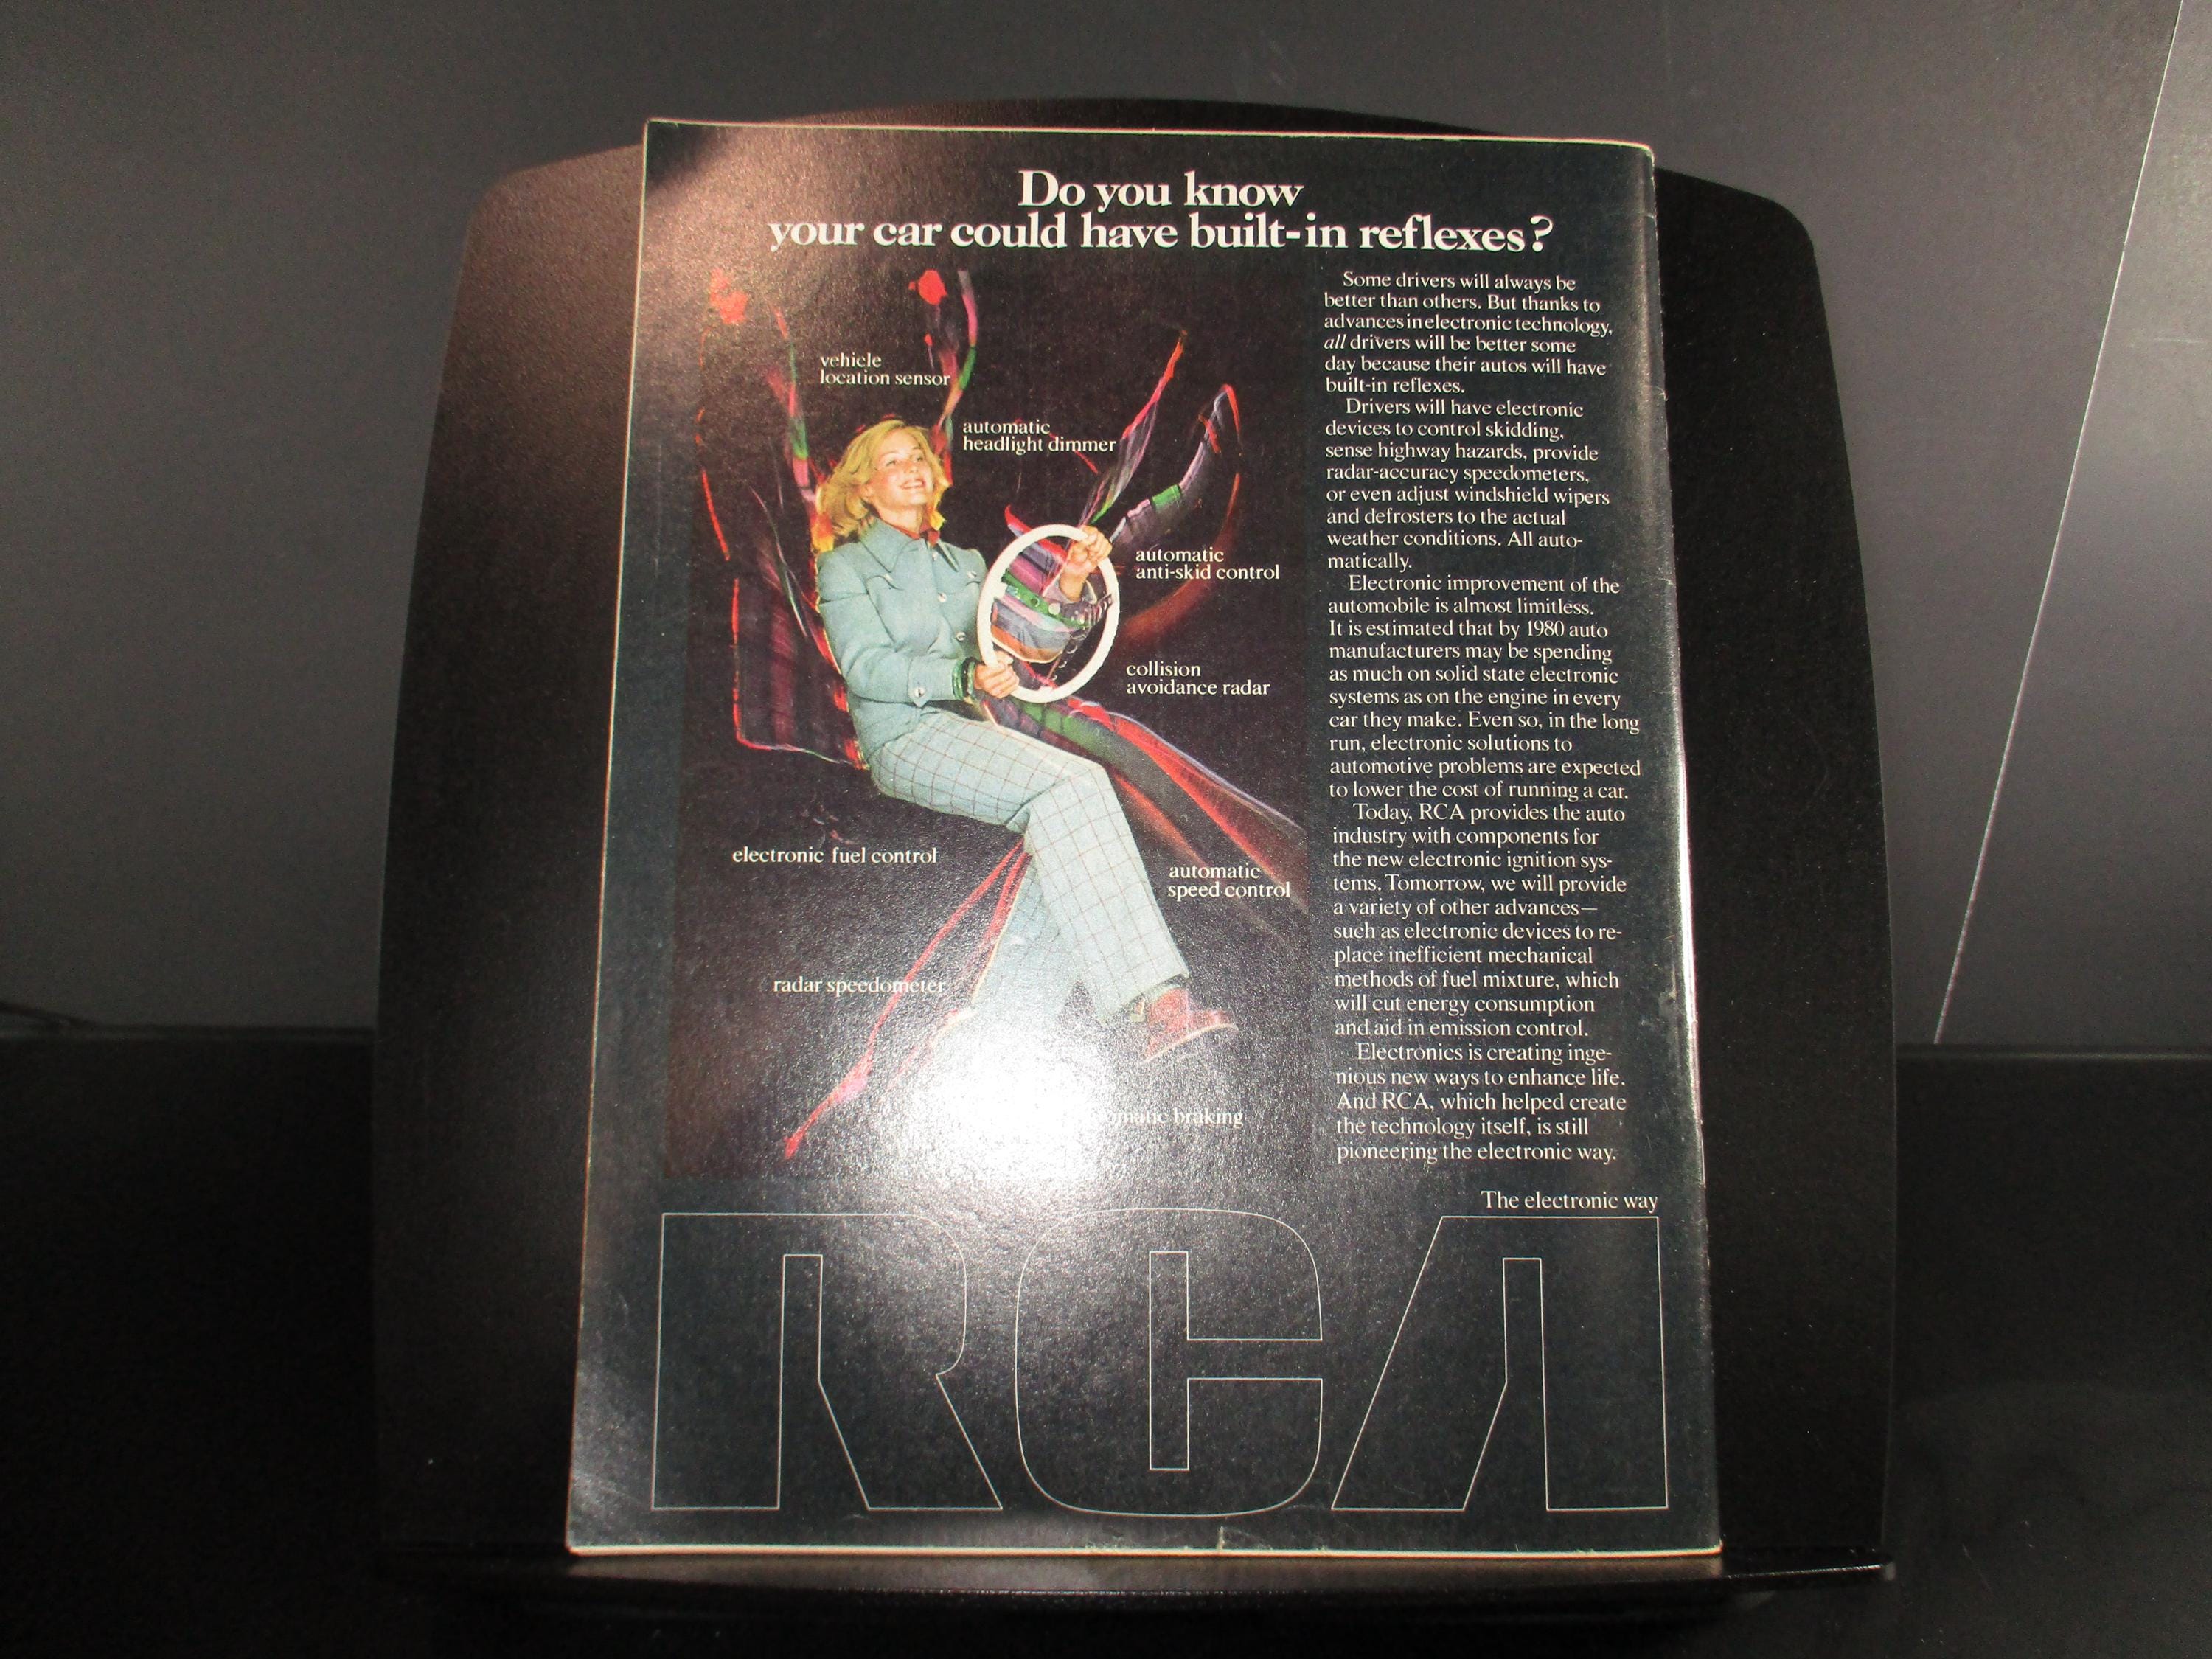 Do you know
your car could have built-in reflexes?
vehicle
location sensor
automatic
headlight dimmer
automatic
anti-skid control
collision
avoidance radar
electronic fuel control
automatic
speed control
radar speedometer
braking
Some drivers will always be
better than others. But thanks to
advances in electronic technology,
all drivers will be better some
day because their autos will have
built-in reflexes.
Drivers will have electronic
devices to control skidding,
sense highway hazards, provide
radar-accuracy speedometers,
or even adjust windshield wipers
and defrosters to the actual
weather conditions. All auto-
matically.
Electronic improvement of the
automobile is almost limitless.
It is estimated that by 1980 auto
manufacturers may be spending
as much on solid state electronic
systems as on the engine in every
car they make. Even so, in the long
run, electronic solutions to
automotive problems are expected
to lower the cost of running a car.
Today, RCA provides the auto
industry with components for
the new electronic ignition sys-
tems. Tomorrow, we will provide
a variety of other advances—
such as electronic devices to re-
place inefficient mechanical
methods of fuel mixture, which
will cut energy consumption
and aid in emission control.
Electronics is creating inge-
nious new ways to enhance life.
And RCA, which helped create
the technology itself, is still
pioneering the electronic way.
The electronic way
RCA